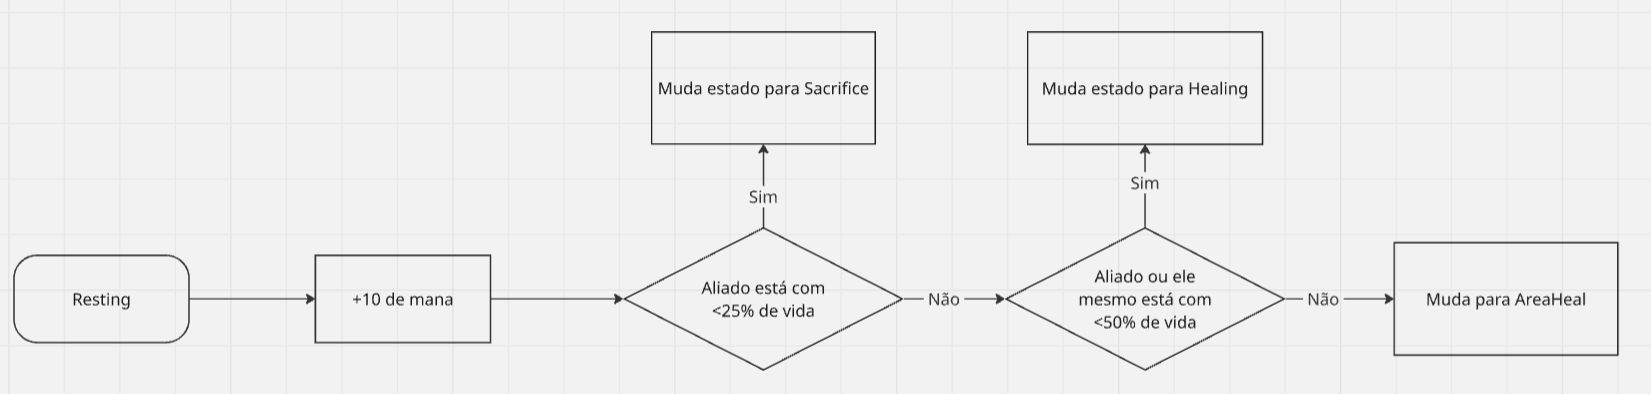 Resting
+10 de mana
Aliado está com
<25% de vida
Sim
Muda estado para Sacrifice
Não
Aliado ou ele
mesmo está com
<50% de vida
Sim
Muda estado para Healing
Não
Muda para AreaHeal